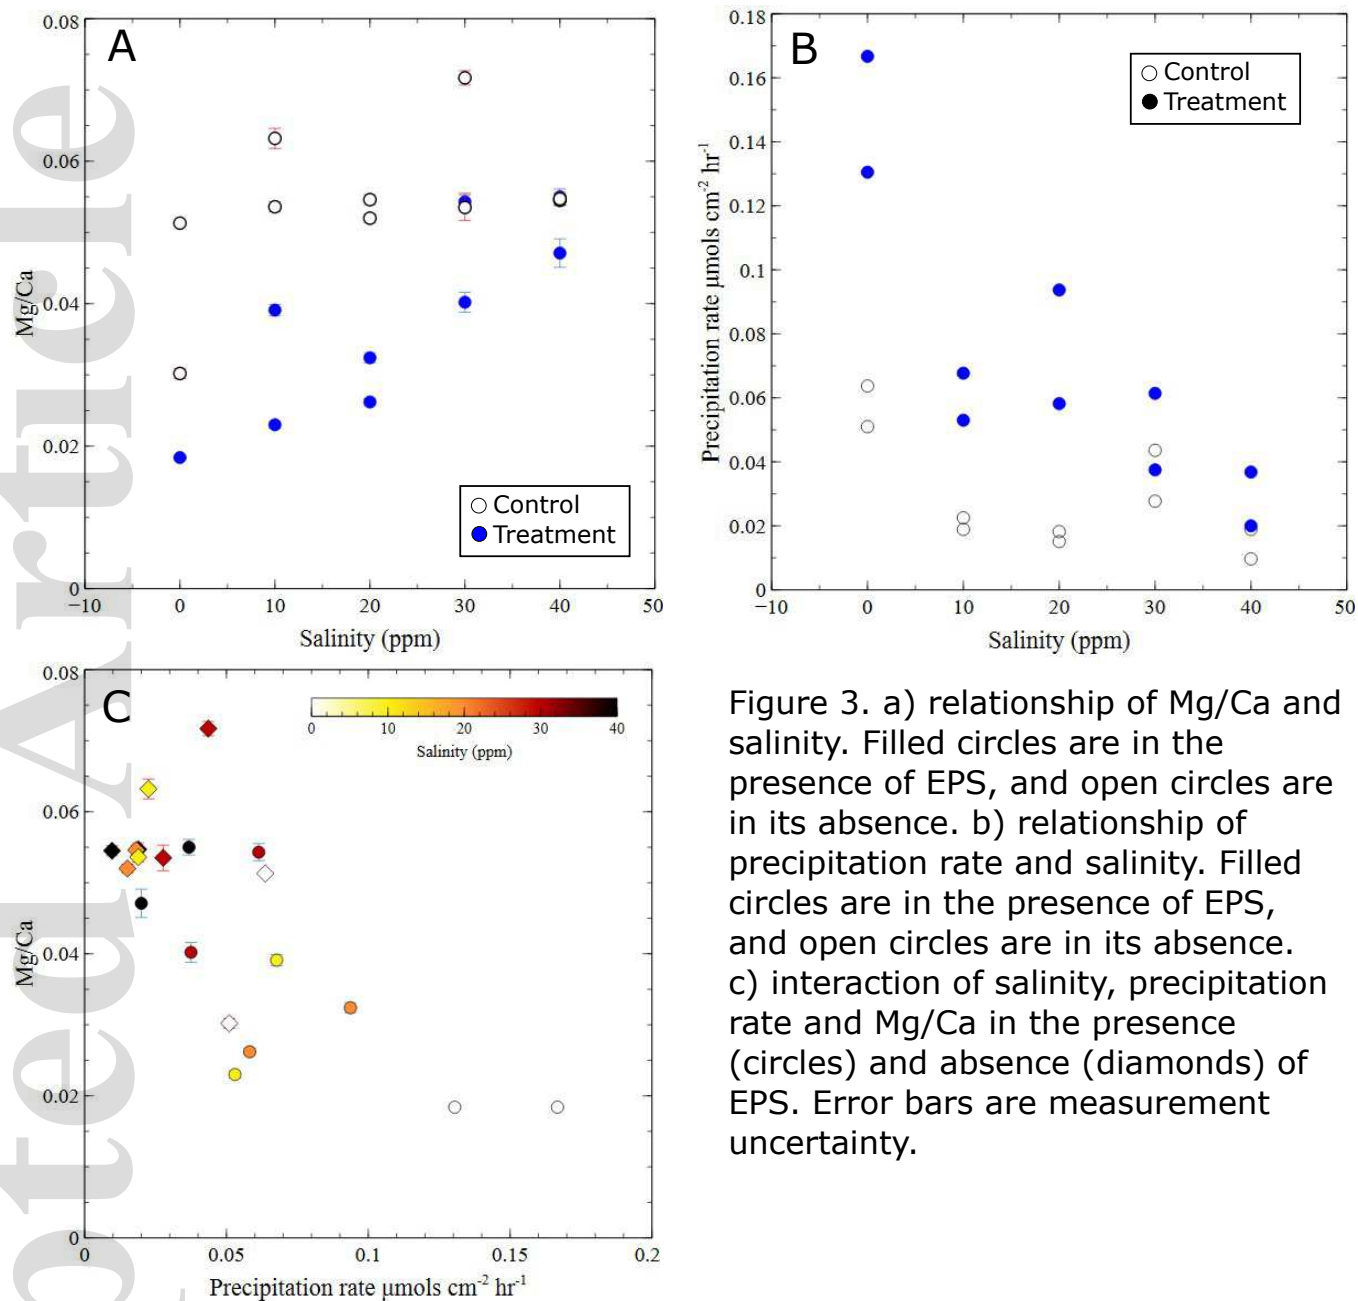 A
0.08
0.06
0.04
0.02
0
Mg/Ca
−10
0
10
20
30
40
50
Salinity (ppm)
Control
Treatment
B
0.18
0.16
0.14
0.12
0.1
0.08
0.06
0.04
0.02
0
Precipitation rate μmols cm⁻² hr⁻¹
−10
0
10
20
30
40
50
Salinity (ppm)
Control
Treatment
C
0.08
0.06
0.04
0.02
0
Mg/Ca
0
0.05
0.1
0.15
0.2
Precipitation rate μmols cm⁻² hr⁻¹
0
10
20
30
40
Salinity (ppm)
Figure 3. a) relationship of Mg/Ca and
salinity. Filled circles are in the
presence of EPS, and open circles are
in its absence. b) relationship of
precipitation rate and salinity. Filled
circles are in the presence of EPS,
and open circles are in its absence.
c) interaction of salinity, precipitation
rate and Mg/Ca in the presence
(circles) and absence (diamonds) of
EPS. Error bars are measurement
uncertainty.
oted Article